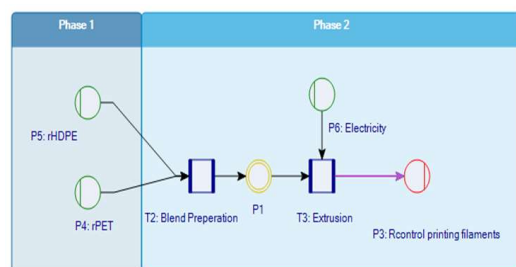 Phase 1
Phase 2
P5: rHDPE
P6: Electricity
P4: rPET
T2: Blend Preperation
P1
T3: Extrusion
P3: Rcontrol printing filaments